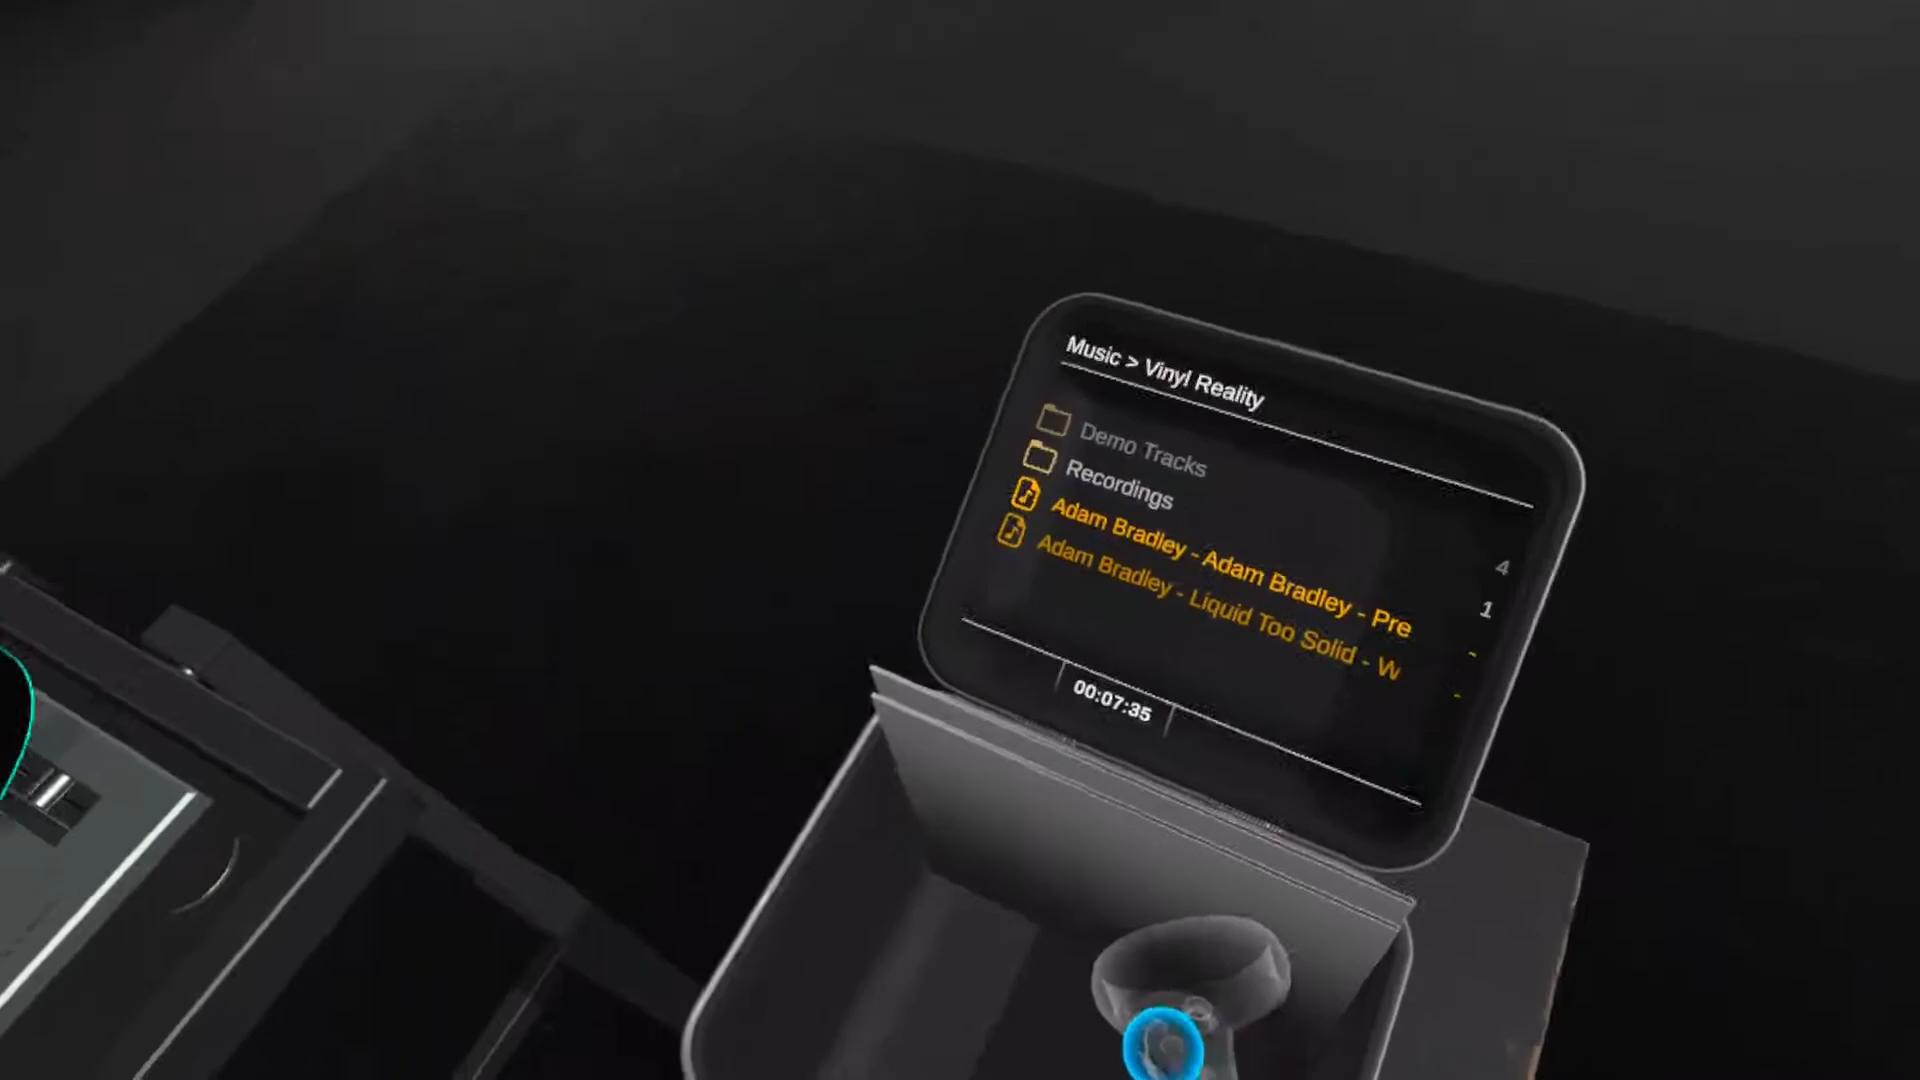 Music > Vinyl Reality
Demo Tracks 4
Recordings 1
Adam Bradley - Adam Bradley - Pre -
Adam Bradley - Liquid Too Solid - W -
00:07:35